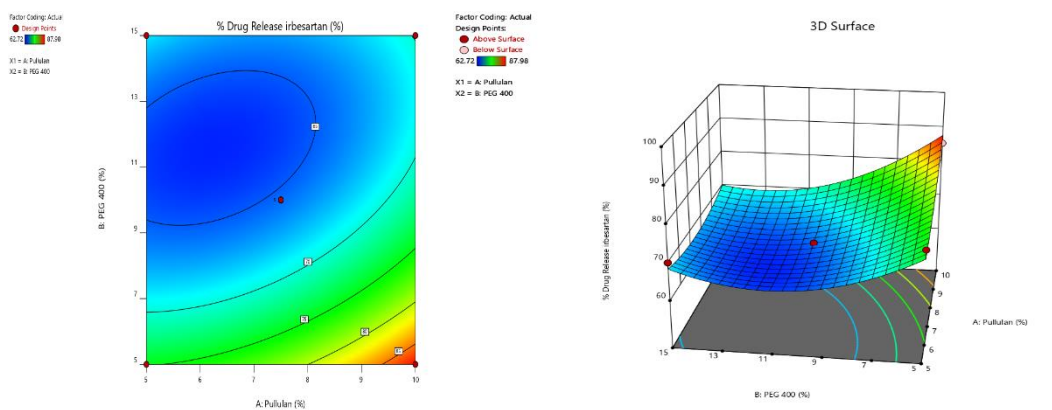 Factor Coding: Actual
Design Points
62.72 87.98
X1 = A: Pullulan
X2 = B: PEG 400
% Drug Release irbesartan (%)
15
13
11
9
7
5
B: PEG 400 (%)
5 6 7 8 9 10
A: Pullulan (%)
Factor Coding: Actual
Design Points:
Above Surface
Below Surface
62.72 87.98
X1 = A: Pullulan
X2 = B: PEG 400
3D Surface
100
90
80
70
60
% Drug Release irbesartan (%)
15 13 11 9 7 5
B: PEG 400 (%)
5 6 7 8 9 10
A: Pullulan (%)